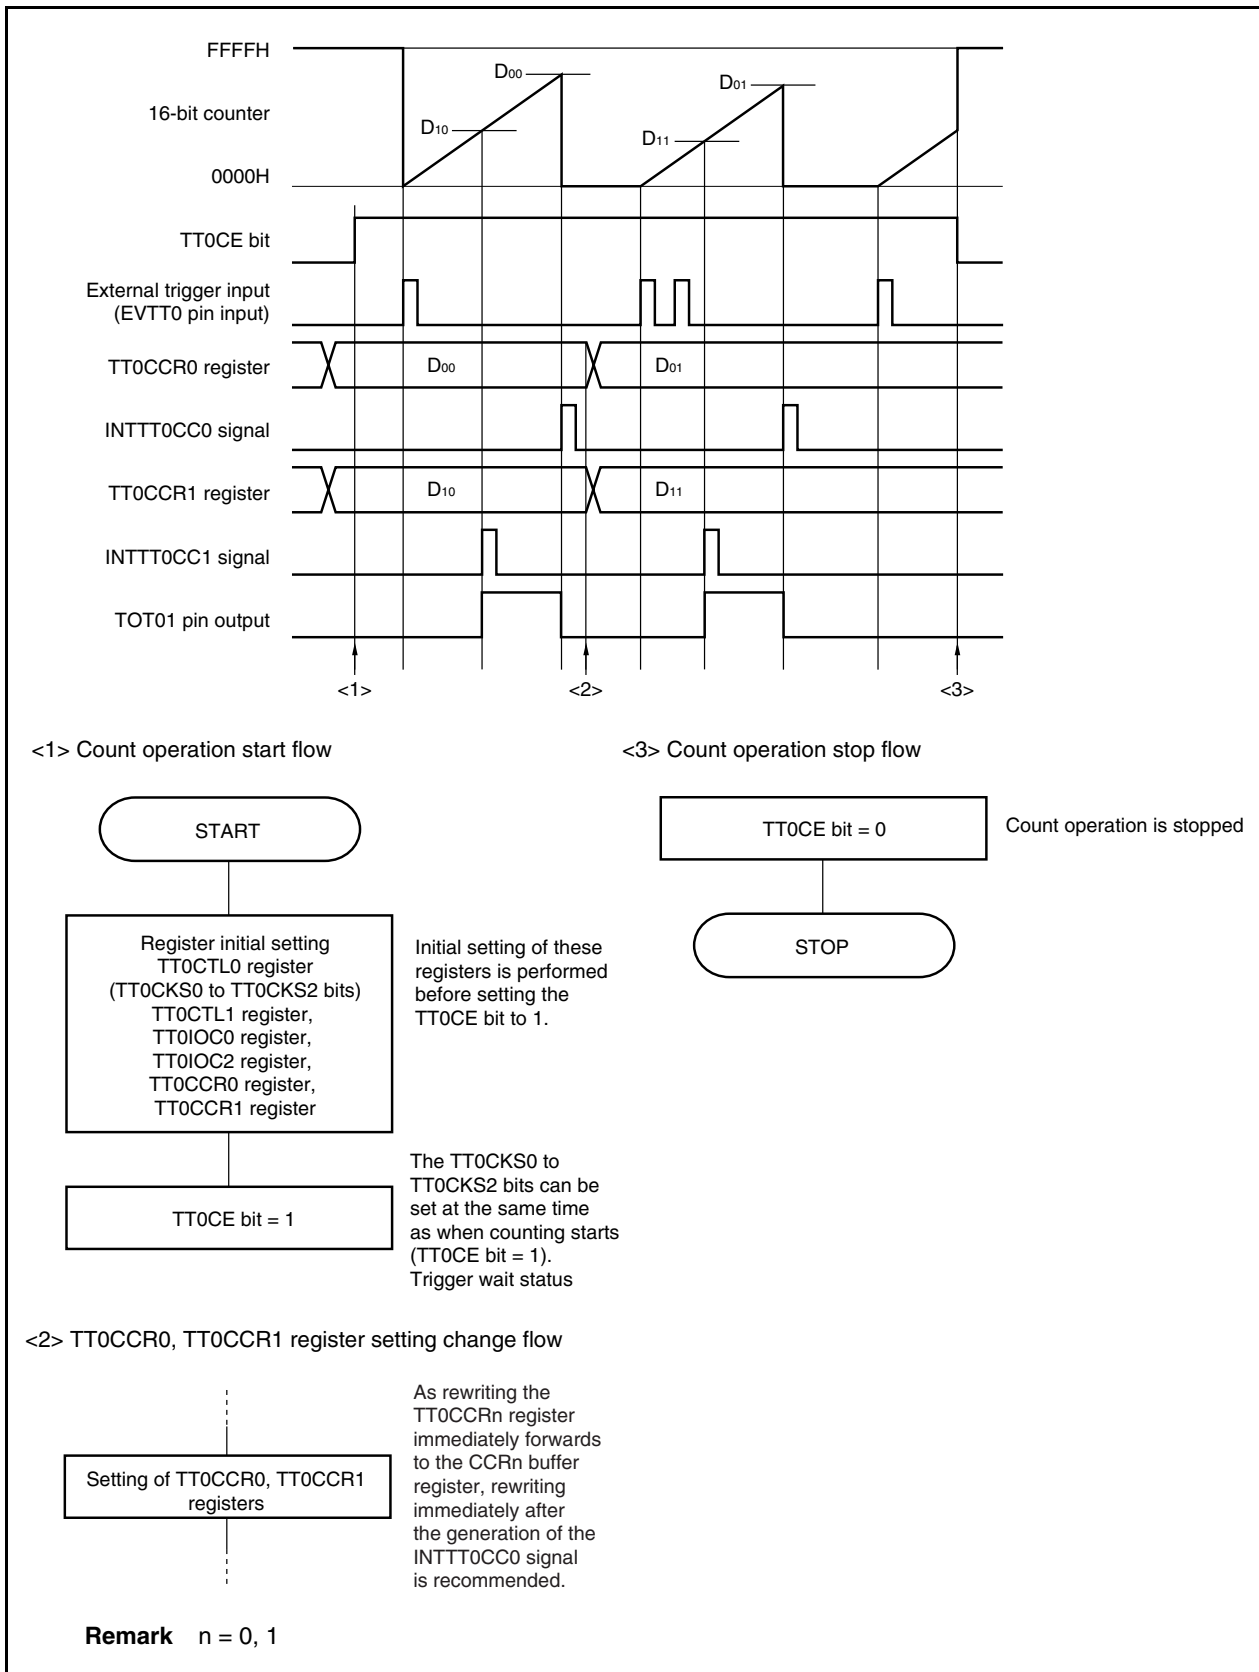 FFFFH
D00
D01
16-bit counter
D10
D11
0000H
TT0CE bit
External trigger input
(EVTT0 pin input)
TT0CCR0 register
D00
D01
INTTT0CC0 signal
TT0CCR1 register
D10
D11
INTTT0CC1 signal
TOT01 pin output
<1>
<2>
<3>
<1> Count operation start flow
START
Register initial setting
TT0CTL0 register
(TT0CKS0 to TT0CKS2 bits)
TT0CTL1 register,
TT0IOC0 register,
TT0IOC2 register,
TT0CCR0 register,
TT0CCR1 register
Initial setting of these
registers is performed
before setting the
TT0CE bit to 1.
TT0CE bit = 1
The TT0CKS0 to
TT0CKS2 bits can be
set at the same time
as when counting starts
(TT0CE bit = 1).
Trigger wait status
<3> Count operation stop flow
TT0CE bit = 0
Count operation is stopped
STOP
<2> TT0CCR0, TT0CCR1 register setting change flow
Setting of TT0CCR0, TT0CCR1
registers
As rewriting the
TT0CCRn register
immediately forwards
to the CCRn buffer
register, rewriting
immediately after
the generation of the
INTTT0CC0 signal
is recommended.
Remark n = 0, 1